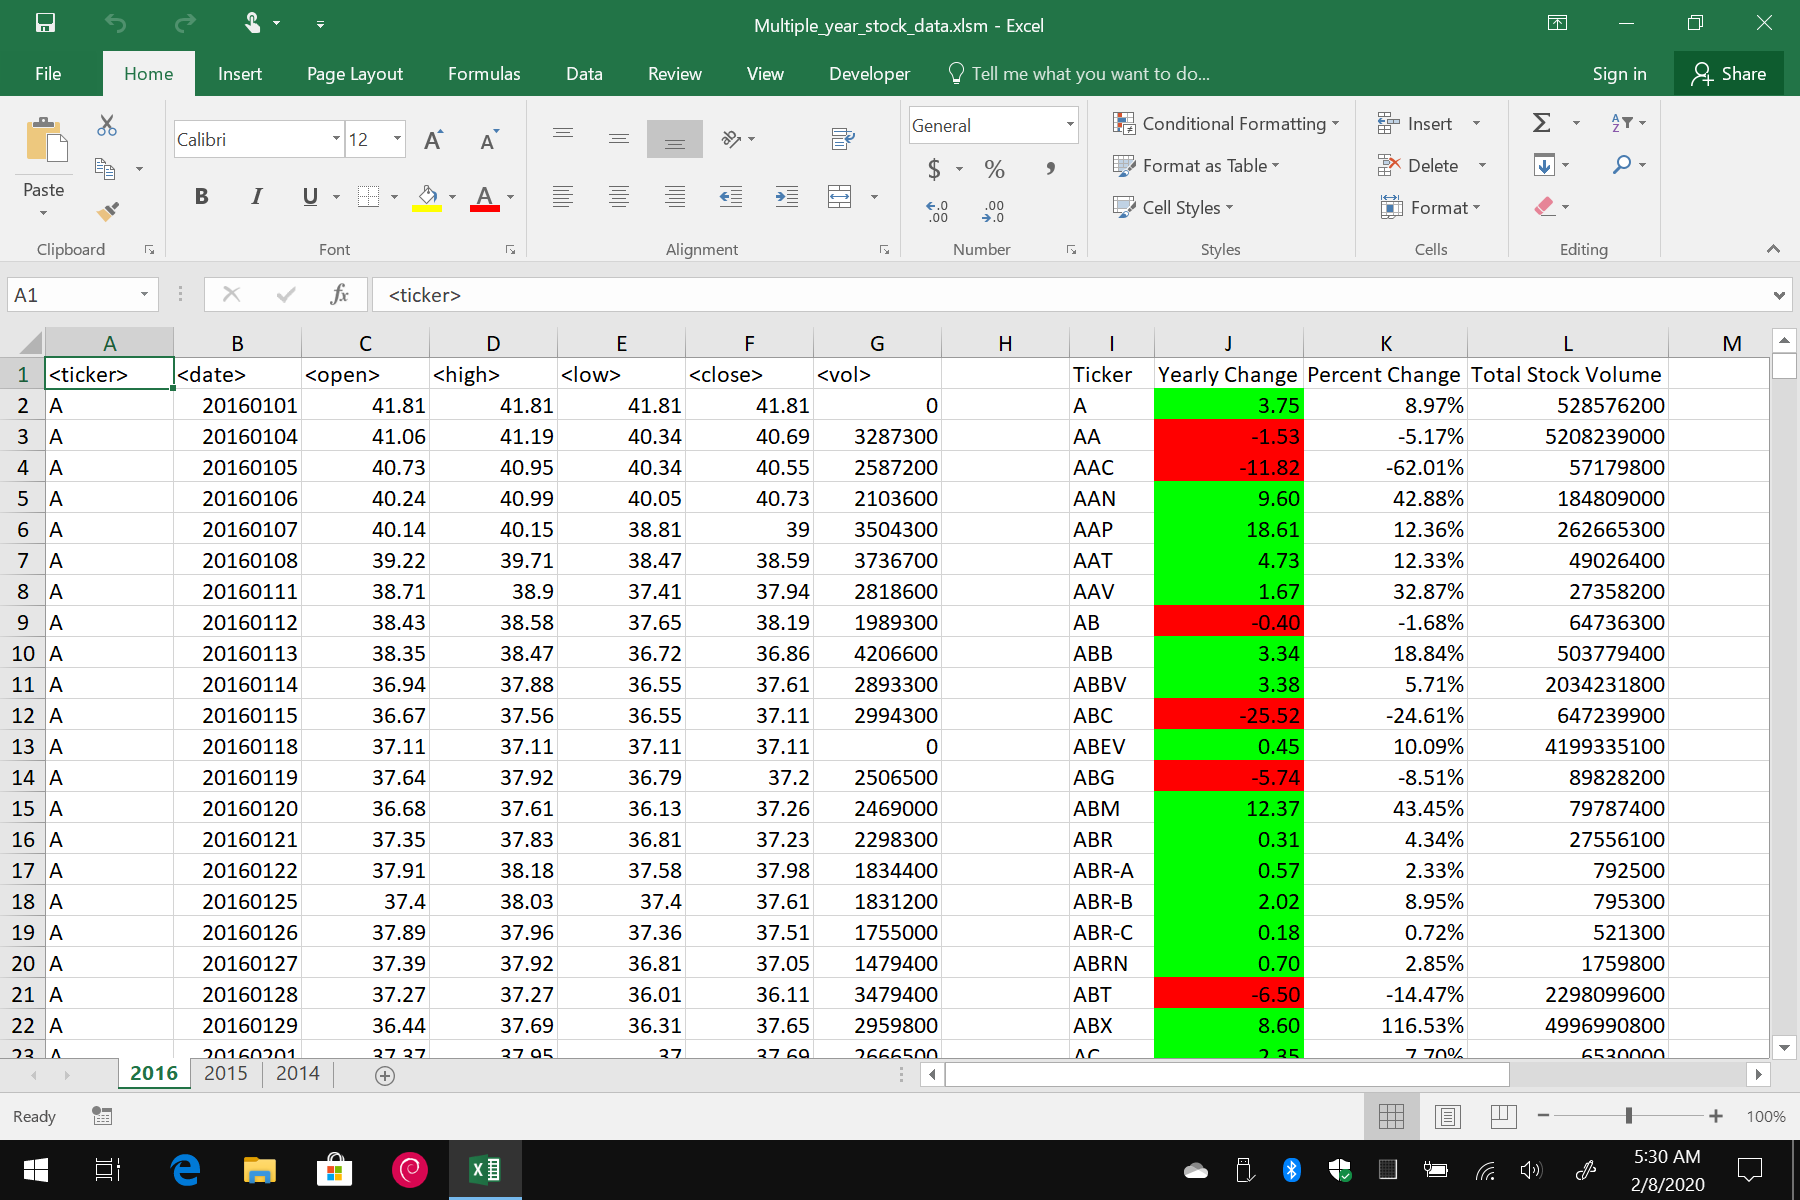 Multiple_year_stock_data.xlsm - Excel
File Home Insert Page Layout Formulas Data Review View Developer Tell me what you want to do... Sign in Share
Calibri 12 General Conditional Formatting Insert
Paste $ % , Format as Table Delete
B I U A Cell Styles Format
Clipboard Font Alignment Number Styles Cells Editing
A1 fx <ticker>
A B C D E F G H I J K L M
1 <ticker> <date> <open> <high> <low> <close> <vol> Ticker Yearly Change Percent Change Total Stock Volume
2 A 20160101 41.81 41.81 41.81 41.81 0 A 3.75 8.97% 528576200
3 A 20160104 41.06 41.19 40.34 40.69 3287300 AA -1.53 -5.17% 5208239000
4 A 20160105 40.73 40.95 40.34 40.55 2587200 AAC -11.82 -62.01% 57179800
5 A 20160106 40.24 40.99 40.05 40.73 2103600 AAN 9.60 42.88% 184809000
6 A 20160107 40.14 40.15 38.81 39 3504300 AAP 18.61 12.36% 262665300
7 A 20160108 39.22 39.71 38.47 38.59 3736700 AAT 4.73 12.33% 49026400
8 A 20160111 38.71 38.9 37.41 37.94 2818600 AAV 1.67 32.87% 27358200
9 A 20160112 38.43 38.58 37.65 38.19 1989300 AB -0.40 -1.68% 64736300
10 A 20160113 38.35 38.47 36.72 36.86 4206600 ABB 3.34 18.84% 503779400
11 A 20160114 36.94 37.88 36.55 37.61 2893300 ABBV 3.38 5.71% 2034231800
12 A 20160115 36.67 37.56 36.55 37.11 2994300 ABC -25.52 -24.61% 647239900
13 A 20160118 37.11 37.11 37.11 37.11 0 ABEV 0.45 10.09% 4199335100
14 A 20160119 37.64 37.92 36.79 37.2 2506500 ABG -5.74 -8.51% 89828200
15 A 20160120 36.68 37.61 36.13 37.26 2469000 ABM 12.37 43.45% 79787400
16 A 20160121 37.35 37.83 36.81 37.23 2298300 ABR 0.31 4.34% 27556100
17 A 20160122 37.91 38.18 37.58 37.98 1834400 ABR-A 0.57 2.33% 792500
18 A 20160125 37.4 38.03 37.4 37.61 1831200 ABR-B 2.02 8.95% 795300
19 A 20160126 37.89 37.96 37.36 37.51 1755000 ABR-C 0.18 0.72% 521300
20 A 20160127 37.39 37.92 36.81 37.05 1479400 ABRN 0.70 2.85% 1759800
21 A 20160128 37.27 37.27 36.01 36.11 3479400 ABT -6.50 -14.47% 2298099600
22 A 20160129 36.44 37.69 36.31 37.65 2959800 ABX 8.60 116.53% 4996990800
23 A 20160201 37.37 37.95 37 37.69 2666500 AC 2.35 7.70% 6530000
2016 2015 2014
Ready 100%
5:30 AM
2/8/2020